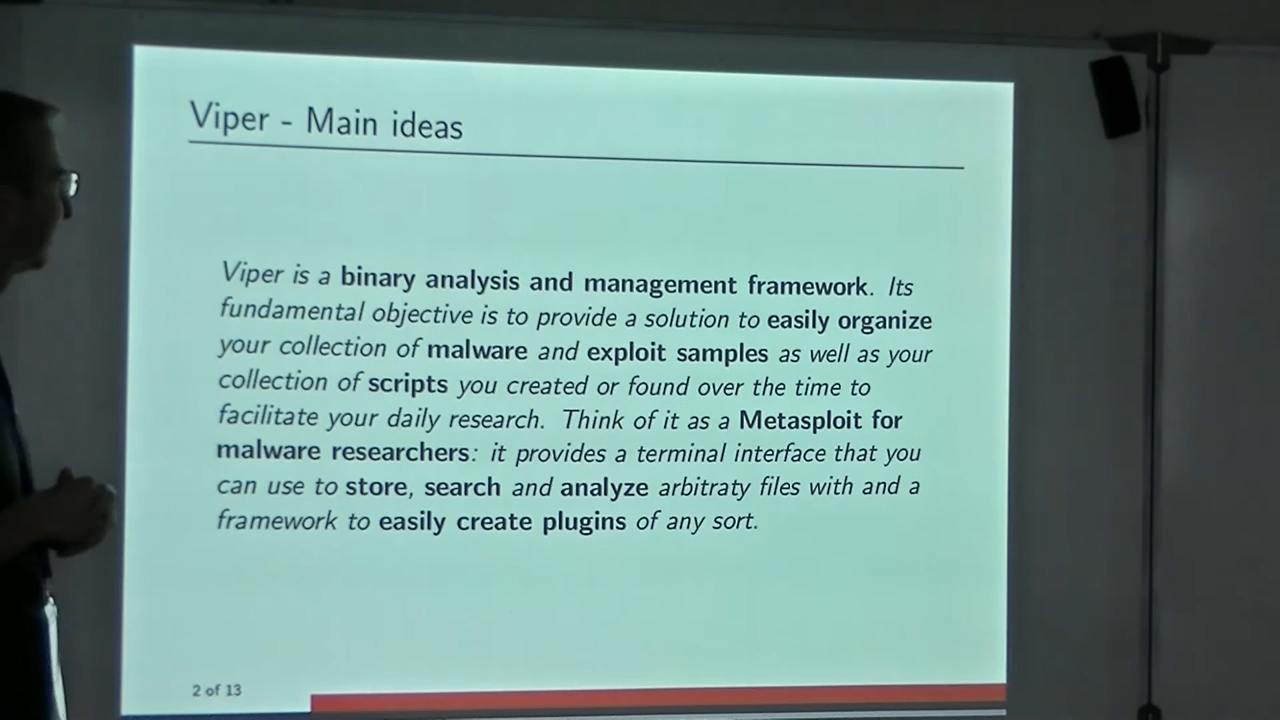 Viper - Main ideas
Viper is a binary analysis and management framework. Its
fundamental objective is to provide a solution to easily organize
your collection of malware and exploit samples as well as your
collection of scripts you created or found over the time to
facilitate your daily research. Think of it as a Metasploit for
malware researchers: it provides a terminal interface that you
can use to store, search and analyze arbitraty files with and a
framework to easily create plugins of any sort.
2 of 13